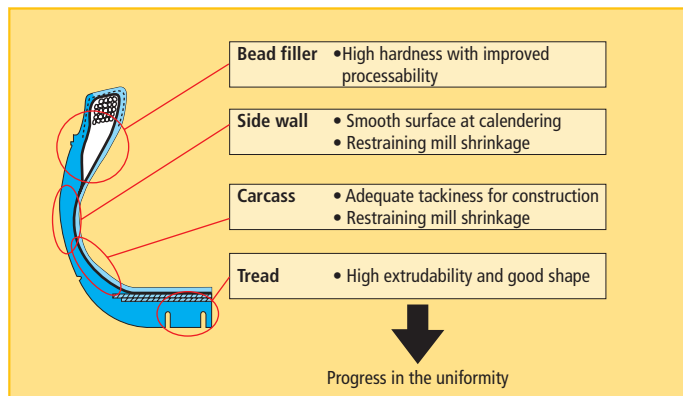 Bead filler •High hardness with improved
processability
Side wall • Smooth surface at calendering
• Restraining mill shrinkage
Carcass • Adequate tackiness for construction
• Restraining mill shrinkage
Tread • High extrudability and good shape
Progress in the uniformity